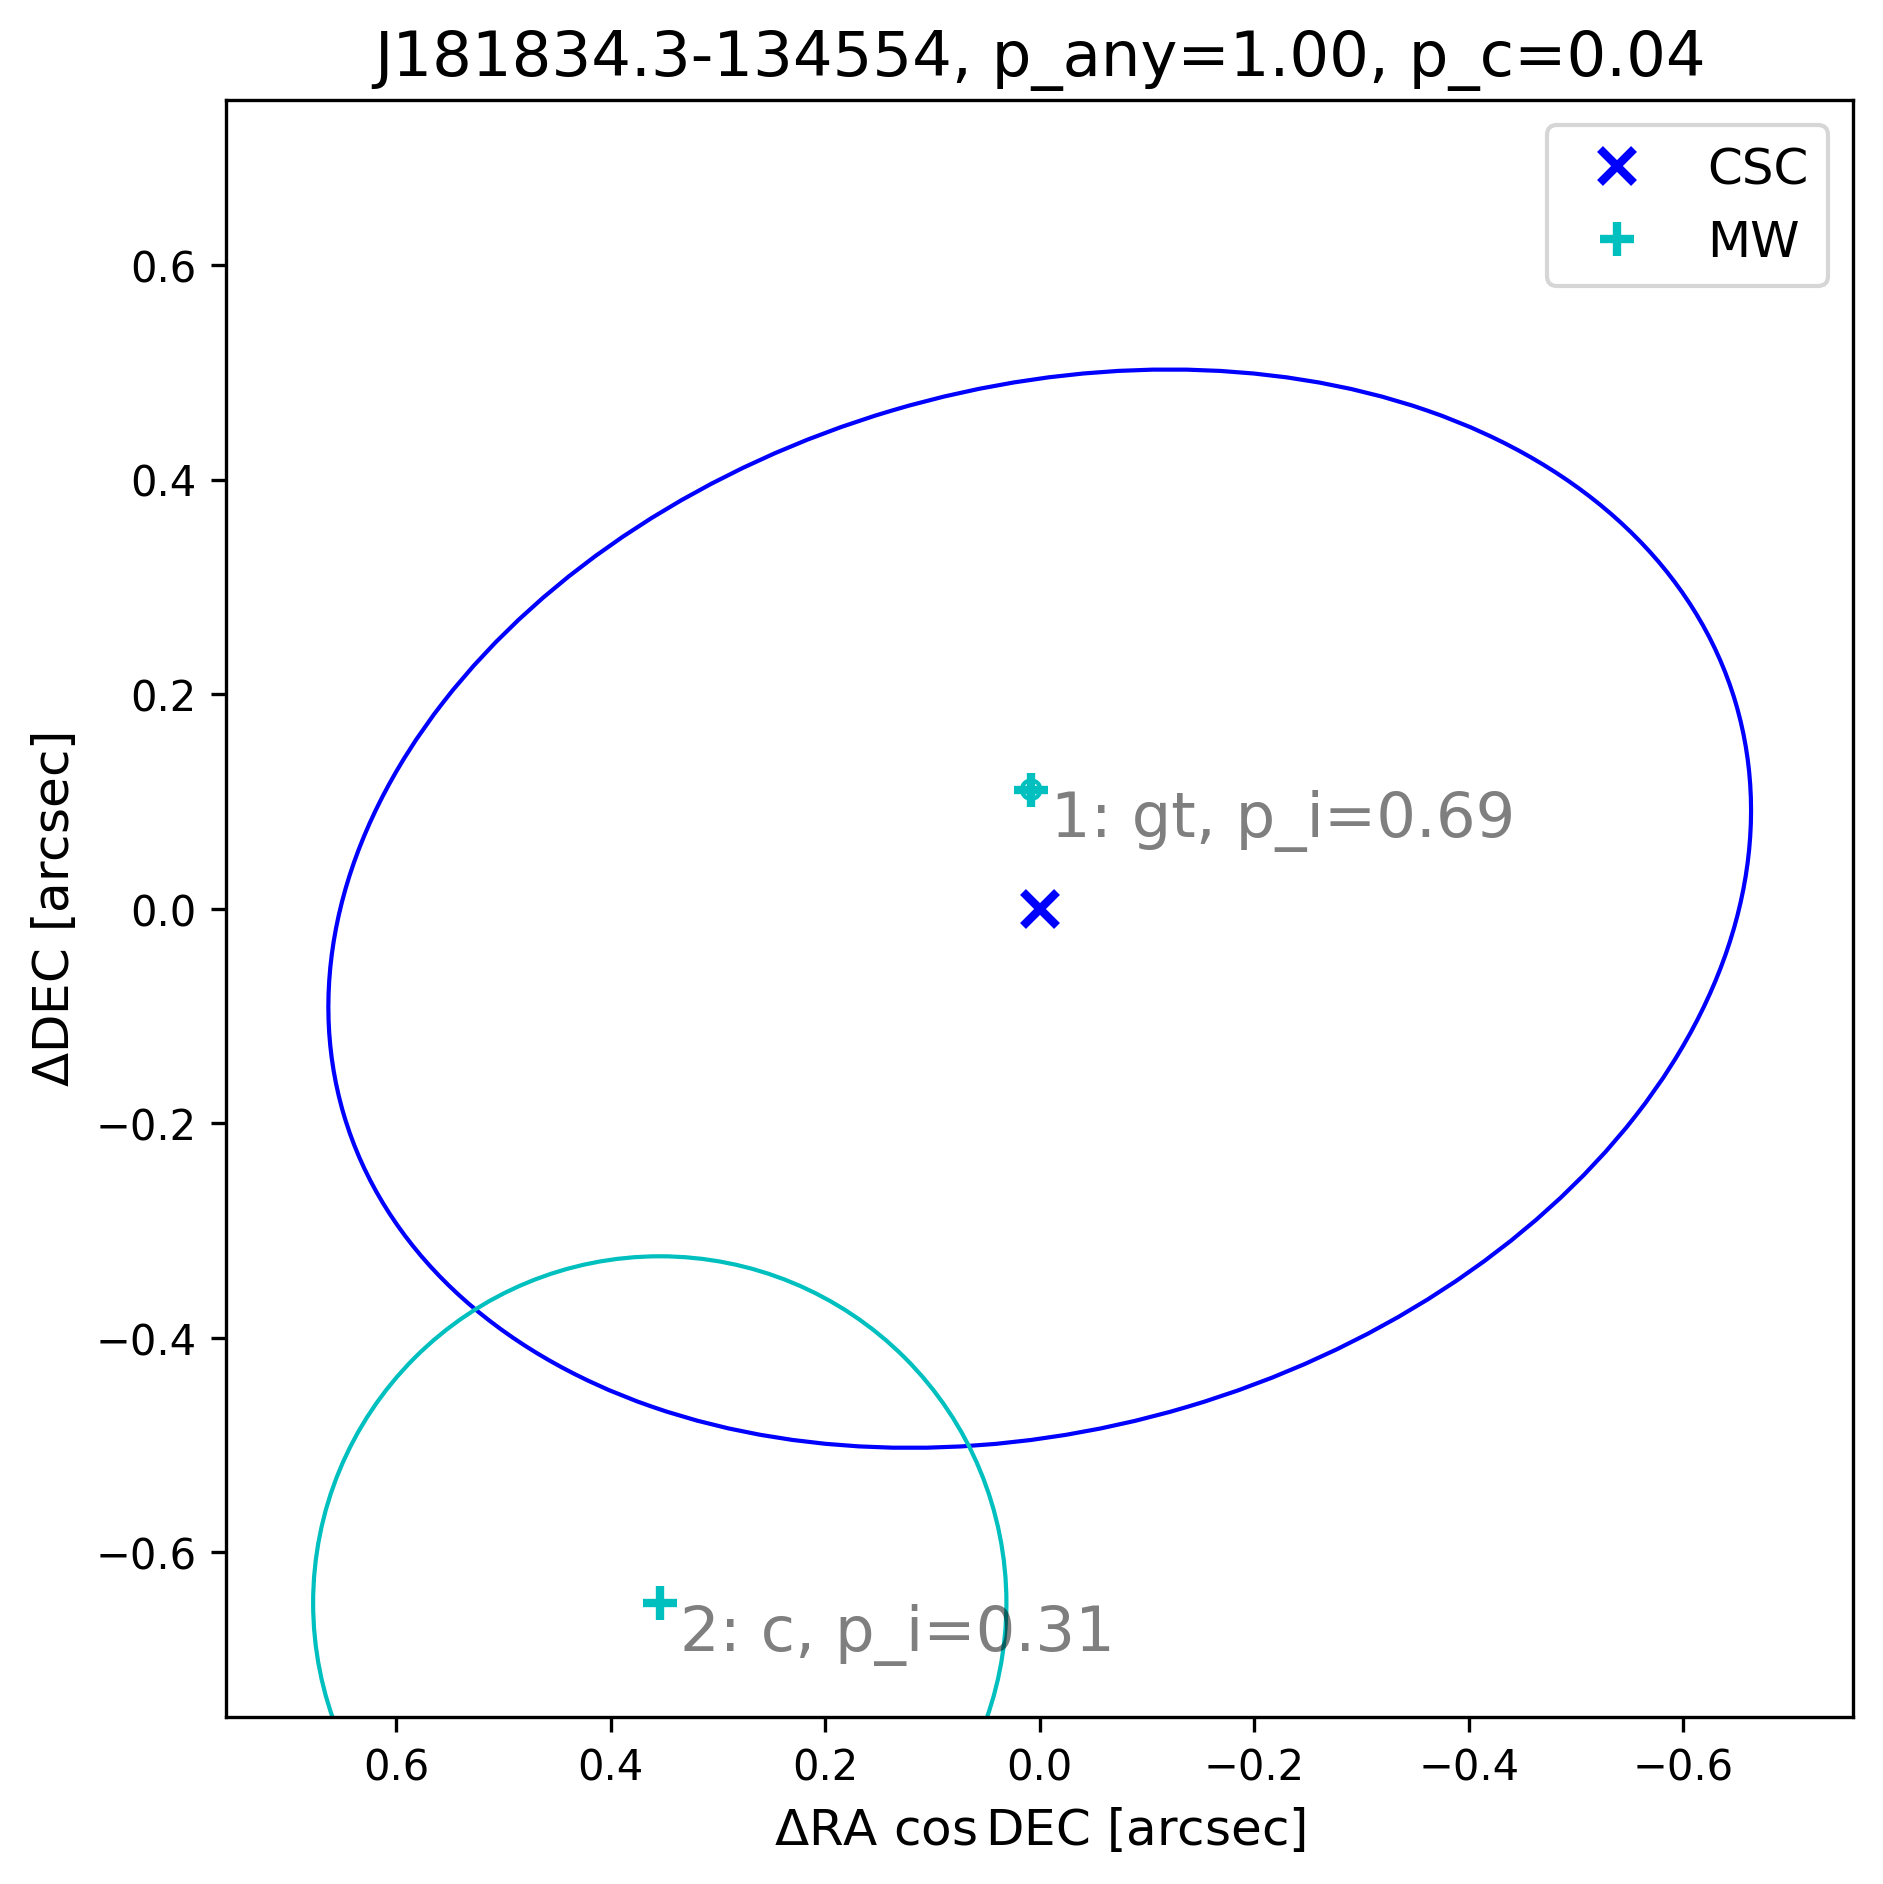 J181834.3-134554, p_any=1.00, p_c=0.04
CSC
MW
0.6
0.4
0.2
0.0
−0.2
−0.4
−0.6
ΔDEC [arcsec]
1: gt, p_i=0.69
2: c, p_i=0.31
0.6 0.4 0.2 0.0 −0.2 −0.4 −0.6
ΔRA cos DEC [arcsec]